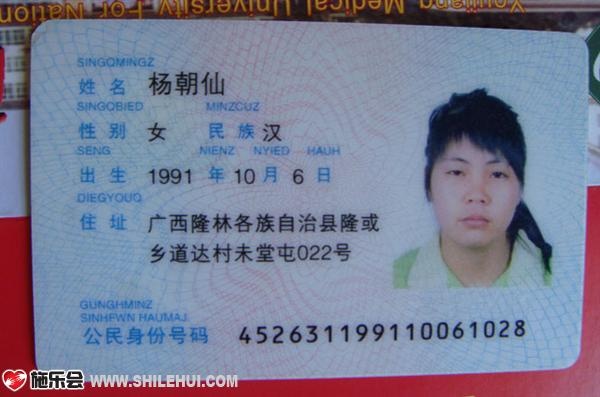 Youjiang Medical University For Nation
SINGQMINGZ
姓名 杨朝仙
SINGQBIED MINZCUZ
性别 女 民族 汉
SENG NIENZ NYIED HAUH
出生 1991 年 10 月 6 日
DIEGYOUQ
住址 广西隆林各族自治县隆或
乡道达村未堂屯022号
GUNGHMINZ
SINHFWN HAUMAJ
公民身份号码 452631199110061028
施乐会 WWW.SHILEHUI.COM